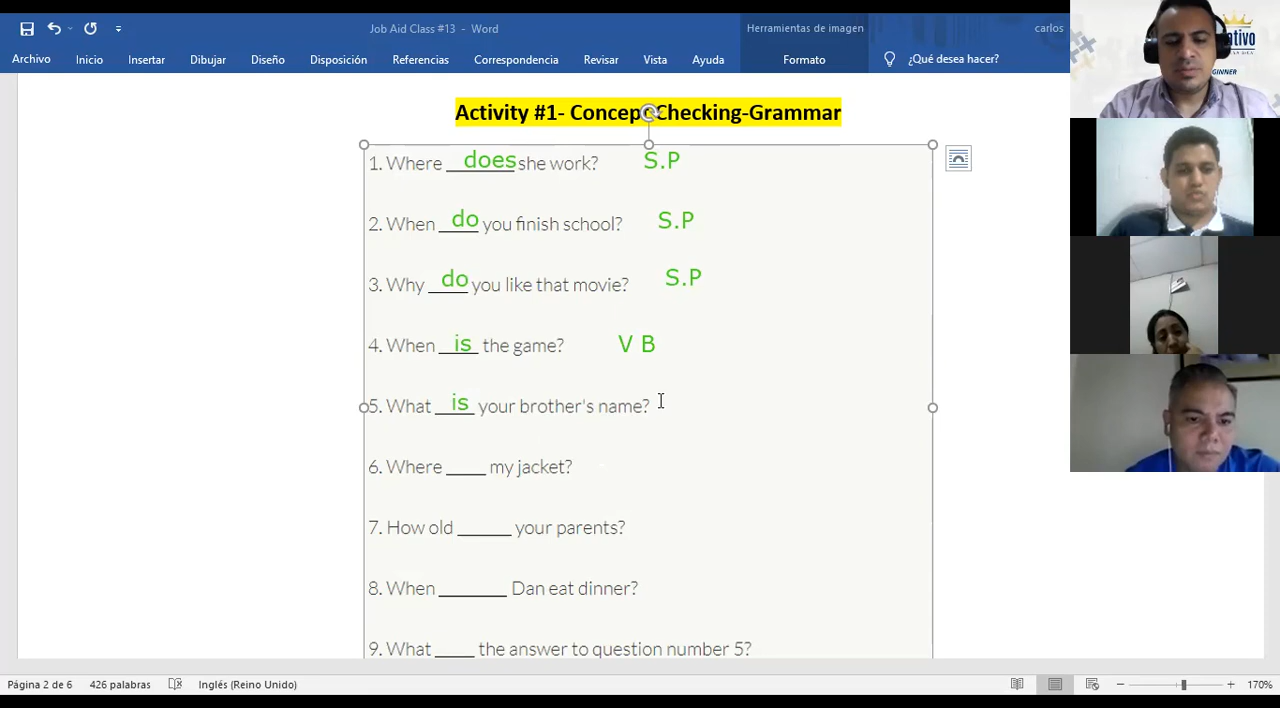 Job Aid Class #13 - Word
Herramientas de imagen
carlos
Archivo Inicio Insertar Dibujar Diseño Disposición Referencias Correspondencia Revisar Vista Ayuda Formato ¿Qué desea hacer?
GINNER
Activity #1- Concept Checking-Grammar
1. Where does she work? S.P
2. When do you finish school? S.P
3. Why do you like that movie? S.P
4. When is the game? V B
5. What is your brother's name?
6. Where ____ my jacket?
7. How old ______ your parents?
8. When ________ Dan eat dinner?
9. What ____ the answer to question number 5?
Página 2 de 6 426 palabras Inglés (Reino Unido) 170%